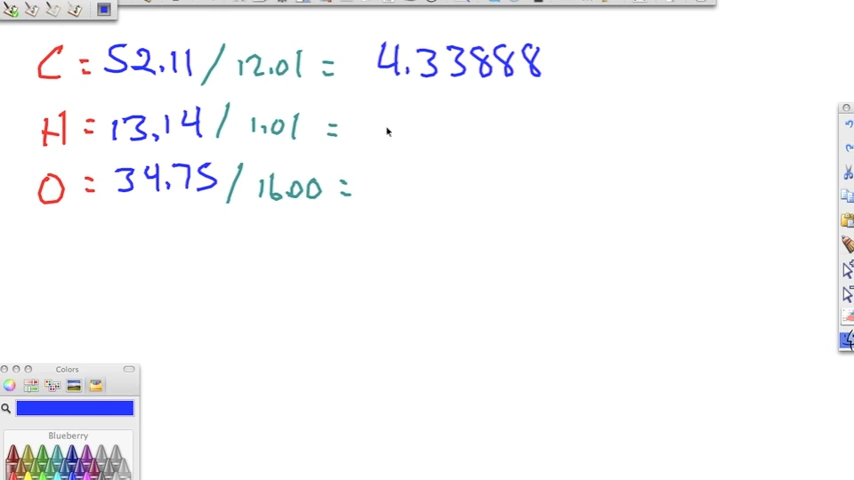 C = 52.11 / 12.01 = 4.33888
H = 13.14 / 1.01 =
O = 34.75 / 16.00 =
Colors
Blueberry